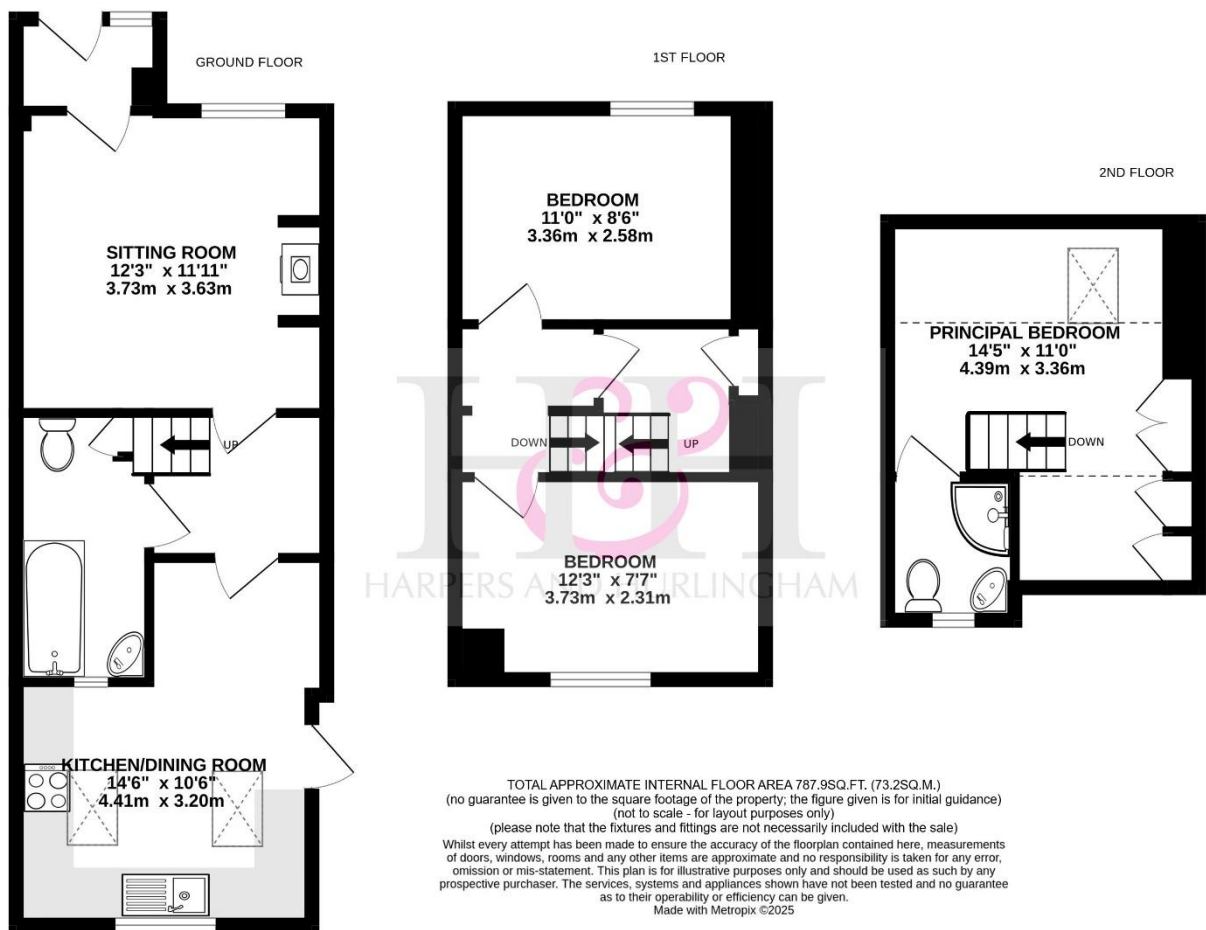 GROUND FLOOR
SITTING ROOM
12'3" x 11'11"
3.73m x 3.63m
UP
KITCHEN/DINING ROOM
14'6" x 10'6"
4.41m x 3.20m
1ST FLOOR
BEDROOM
11'0" x 8'6"
3.36m x 2.58m
DOWN
UP
BEDROOM
12'3" x 7'7"
3.73m x 2.31m
2ND FLOOR
PRINCIPAL BEDROOM
14'5" x 11'0"
4.39m x 3.36m
DOWN
H&H
HARPERS AND HURLINGHAM
TOTAL APPROXIMATE INTERNAL FLOOR AREA 787.9SQ.FT. (73.2SQ.M.)
(no guarantee is given to the square footage of the property; the figure given is for initial guidance)
(not to scale - for layout purposes only)
(please note that the fixtures and fittings are not necessarily included with the sale)
Whilst every attempt has been made to ensure the accuracy of the floorplan contained here, measurements
of doors, windows, rooms and any other items are approximate and no responsibility is taken for any error,
omission or mis-statement. This plan is for illustrative purposes only and should be used as such by any
prospective purchaser. The services, systems and appliances shown have not been tested and no guarantee
as to their operability or efficiency can be given.
Made with Metropix ©2025